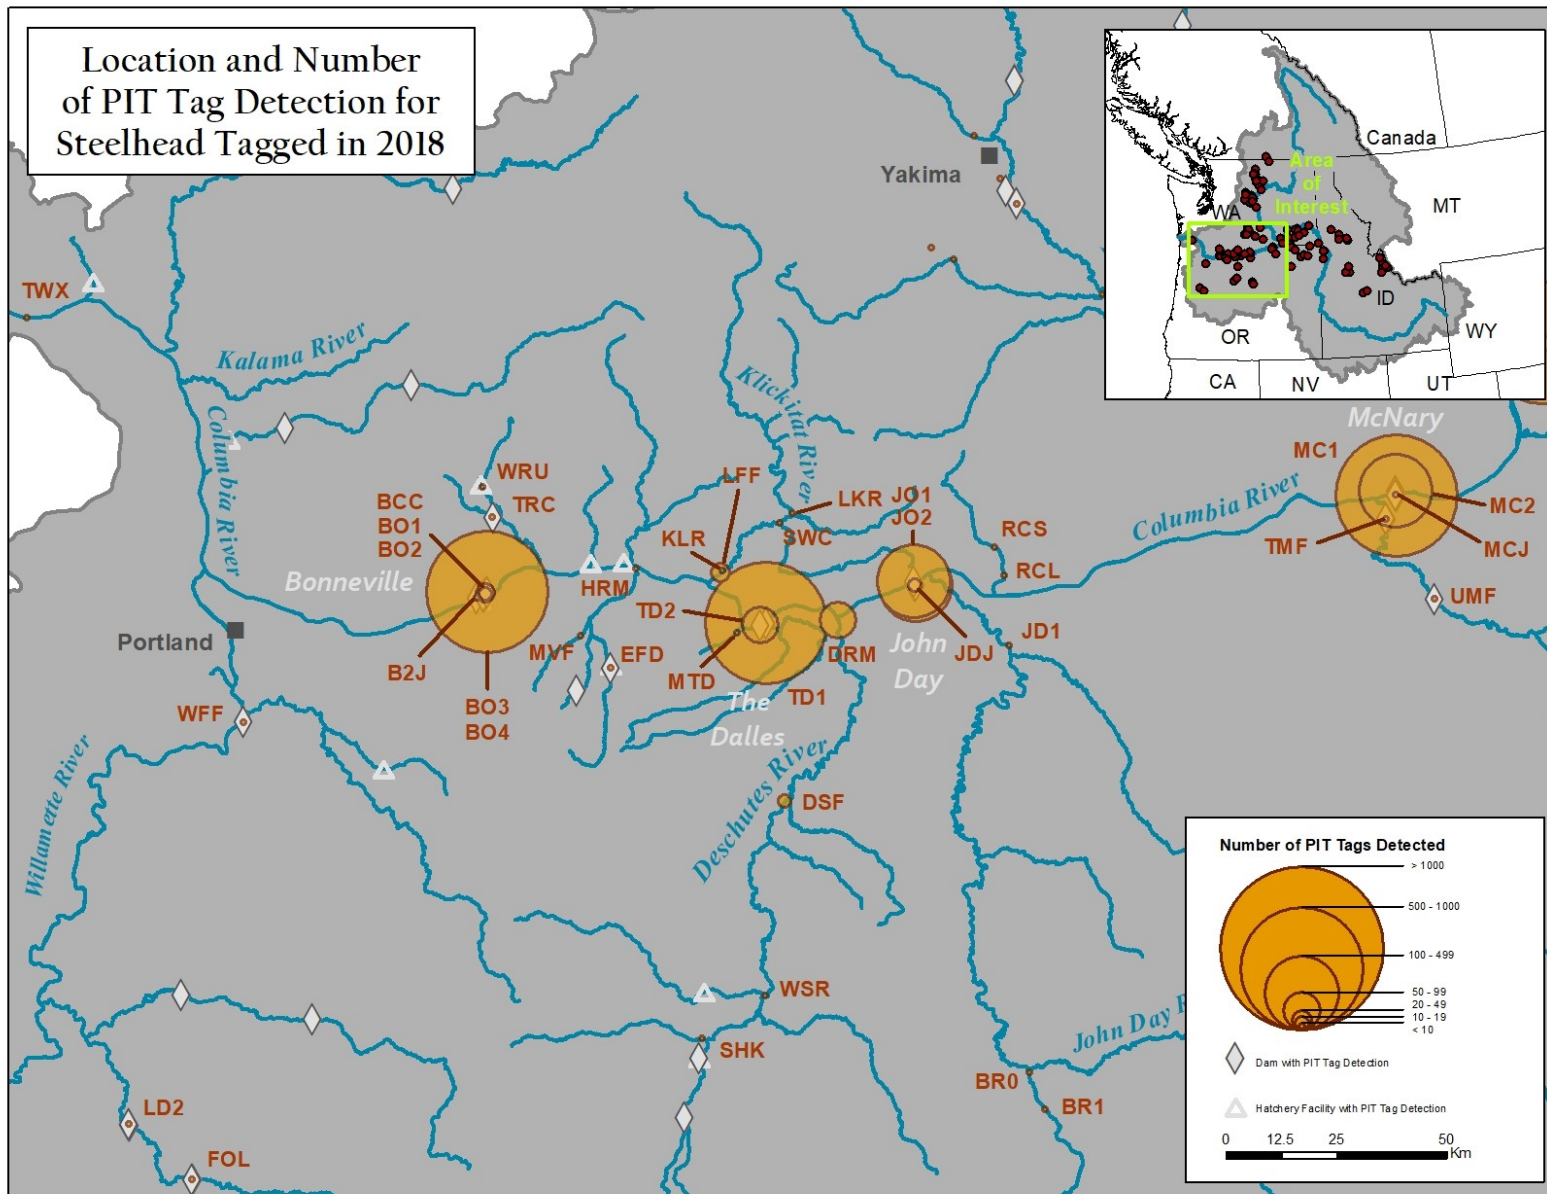 Location and Number
of PIT Tag Detection for
Steelhead Tagged in 2018
Canada
Area
of
Interest
WA
MT
ID
OR
WY
CA
NV
UT
Yakima
TWX
Kalama River
Columbia River
Klickitat River
McNary
MC1
MC2
MCJ
TMF
UMF
WRU
TRC
BCC
BO1
BO2
Bonneville
B2J
BO3
BO4
HRM
MVF
EFD
LFF
KLR
LKR
SWC
JO1
JO2
RCS
RCL
Columbia River
TD2
MTD
TD1
The
Dalles
DRM
John
Day
JDJ
JD1
Portland
WFF
Willamette River
Deschutes River
DSF
WSR
SHK
John Day R
BR0
BR1
LD2
FOL
Number of PIT Tags Detected
> 1000
500 - 1000
100 - 499
50 - 99
20 - 49
10 - 19
< 10
Dam with PIT Tag Detection
Hatchery Facility with PIT Tag Detection
0 12.5 25 50
Km